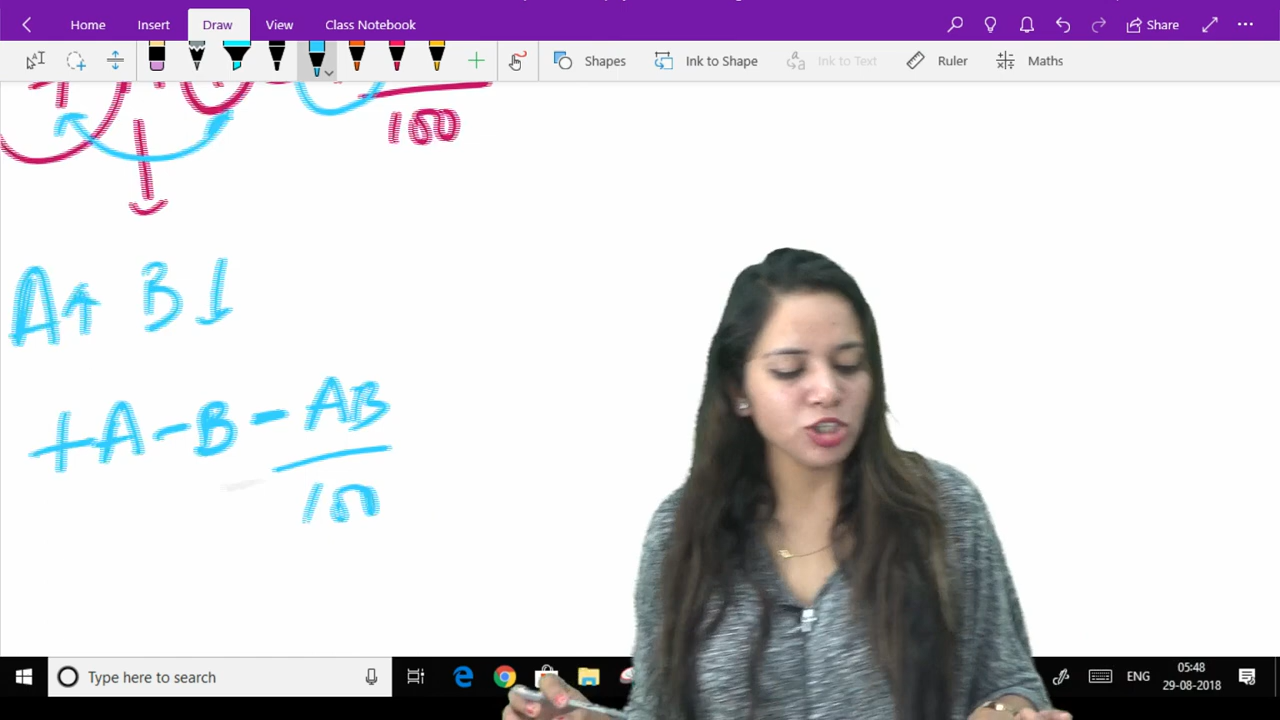 Home Insert Draw View Class Notebook Share
Shapes Ink to Shape Ink to Text Ruler Maths
100
A↑ B↓
+A-B-AB/100
Type here to search ENG 05:48
29-08-2018